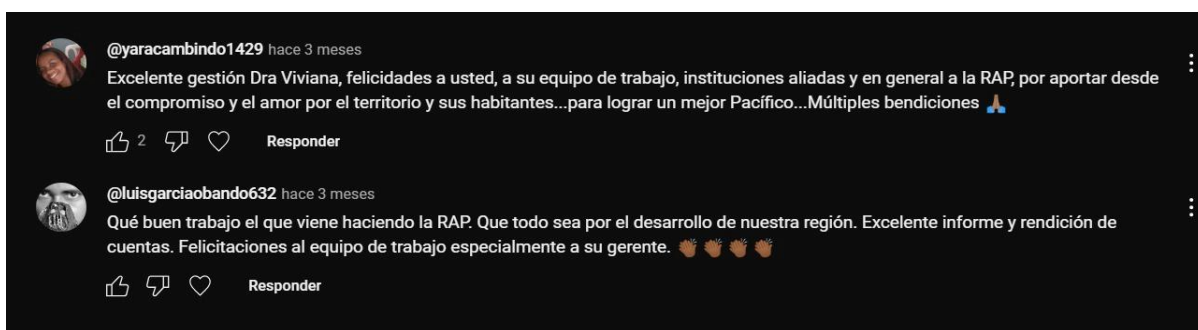 @yaracambindo1429 hace 3 meses
Excelente gestión Dra Viviana, felicidades a usted, a su equipo de trabajo, instituciones aliadas y en general a la RAP, por aportar desde
el compromiso y el amor por el territorio y sus habitantes...para lograr un mejor Pacífico...Múltiples bendiciones 🙏🏾
2 Responder
@luisgarciaobando632 hace 3 meses
Qué buen trabajo el que viene haciendo la RAP. Que todo sea por el desarrollo de nuestra región. Excelente informe y rendición de
cuentas. Felicitaciones al equipo de trabajo especialmente a su gerente. 👏🏾 👏🏾 👏🏾 👏🏾
Responder